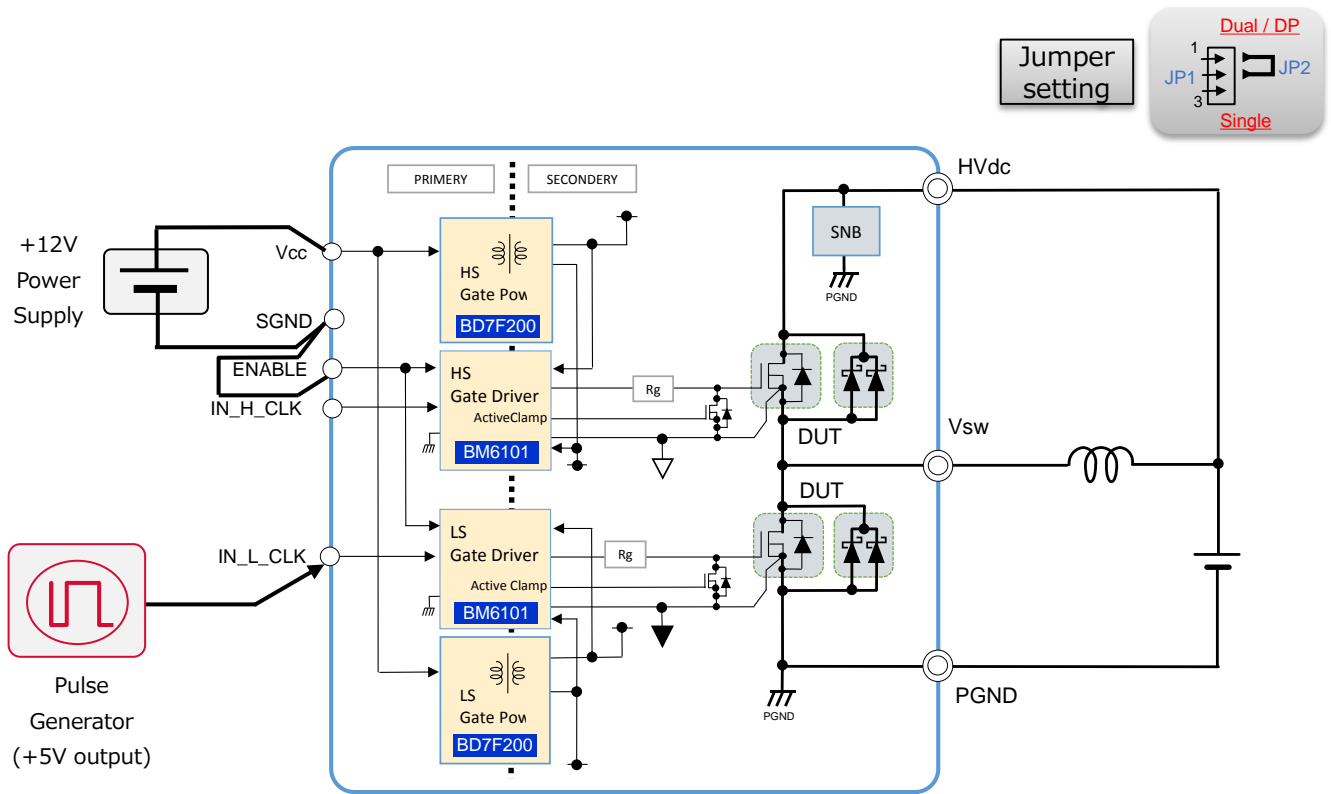 Dual / DP
Jumper
setting
1
JP1
JP2
3
Single
HVdc
PRIMERY
SECONDERY
+12V
Power
Supply
Vcc
SNB
PGND
HS
Gate Pow
BD7F200
SGND
ENABLE
IN_H_CLK
HS
Gate Driver
ActiveClamp
BM6101
Rg
DUT
Vsw
DUT
IN_L_CLK
LS
Gate Driver
Active Clamp
BM6101
Rg
LS
Gate Pow
BD7F200
PGND
PGND
Pulse
Generator
(+5V output)